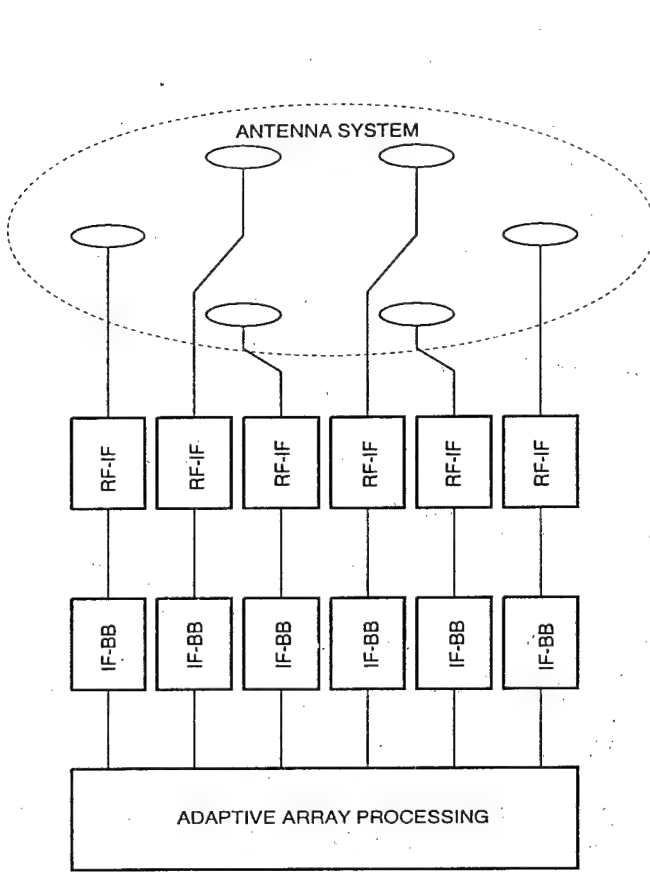 ANTENNA SYSTEM
RF-IF RF-IF RF-IF RF-IF RF-IF RF-IF
IF-BB IF-BB IF-BB IF-BB IF-BB IF-BB
ADAPTIVE ARRAY PROCESSING